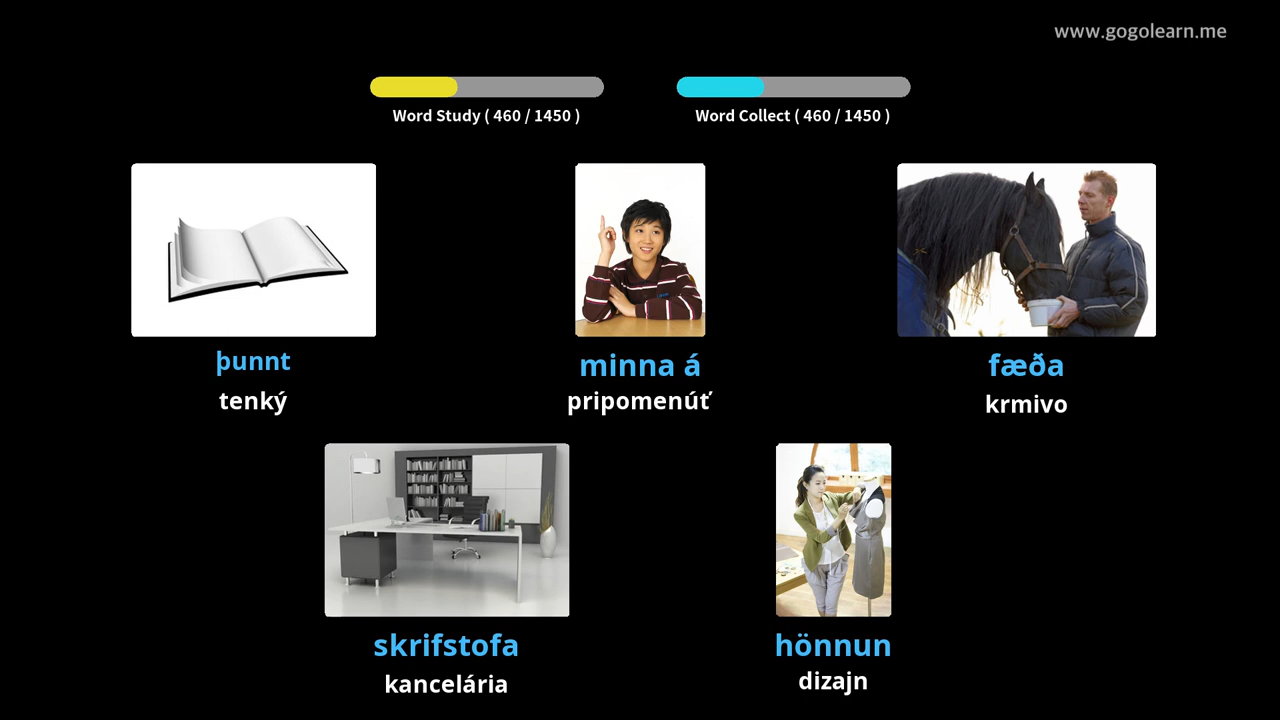 www.gogolearn.me
Word Study ( 460 / 1450 )
Word Collect ( 460 / 1450 )
þunnt
tenký
minna á
pripomenúť
fæða
krmivo
skrifstofa
kancelária
hönnun
dizajn